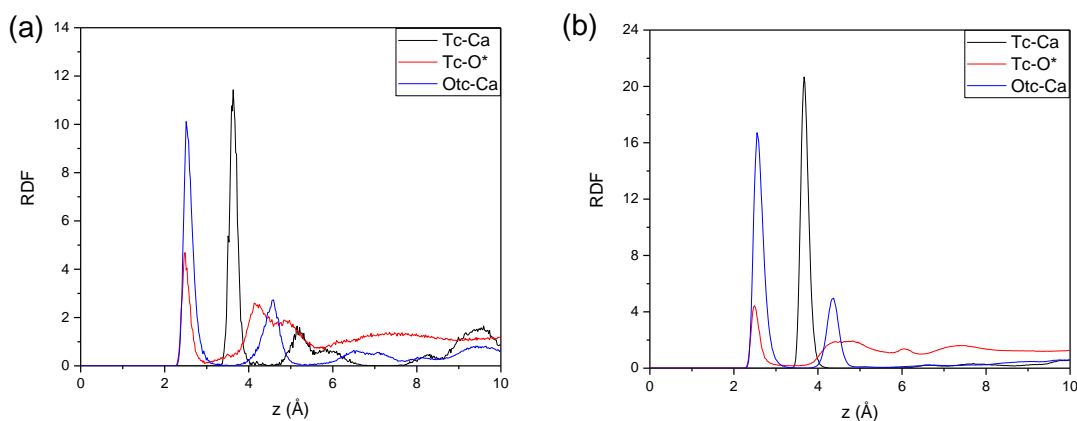 (a)
14
12
10
8
6
4
2
0
RDF
Tc-Ca
Tc-O*
Otc-Ca
0 2 4 6 8 10
z (Å)
(b)
24
20
16
12
8
4
0
RDF
Tc-Ca
Tc-O*
Otc-Ca
0 2 4 6 8 10
z (Å)